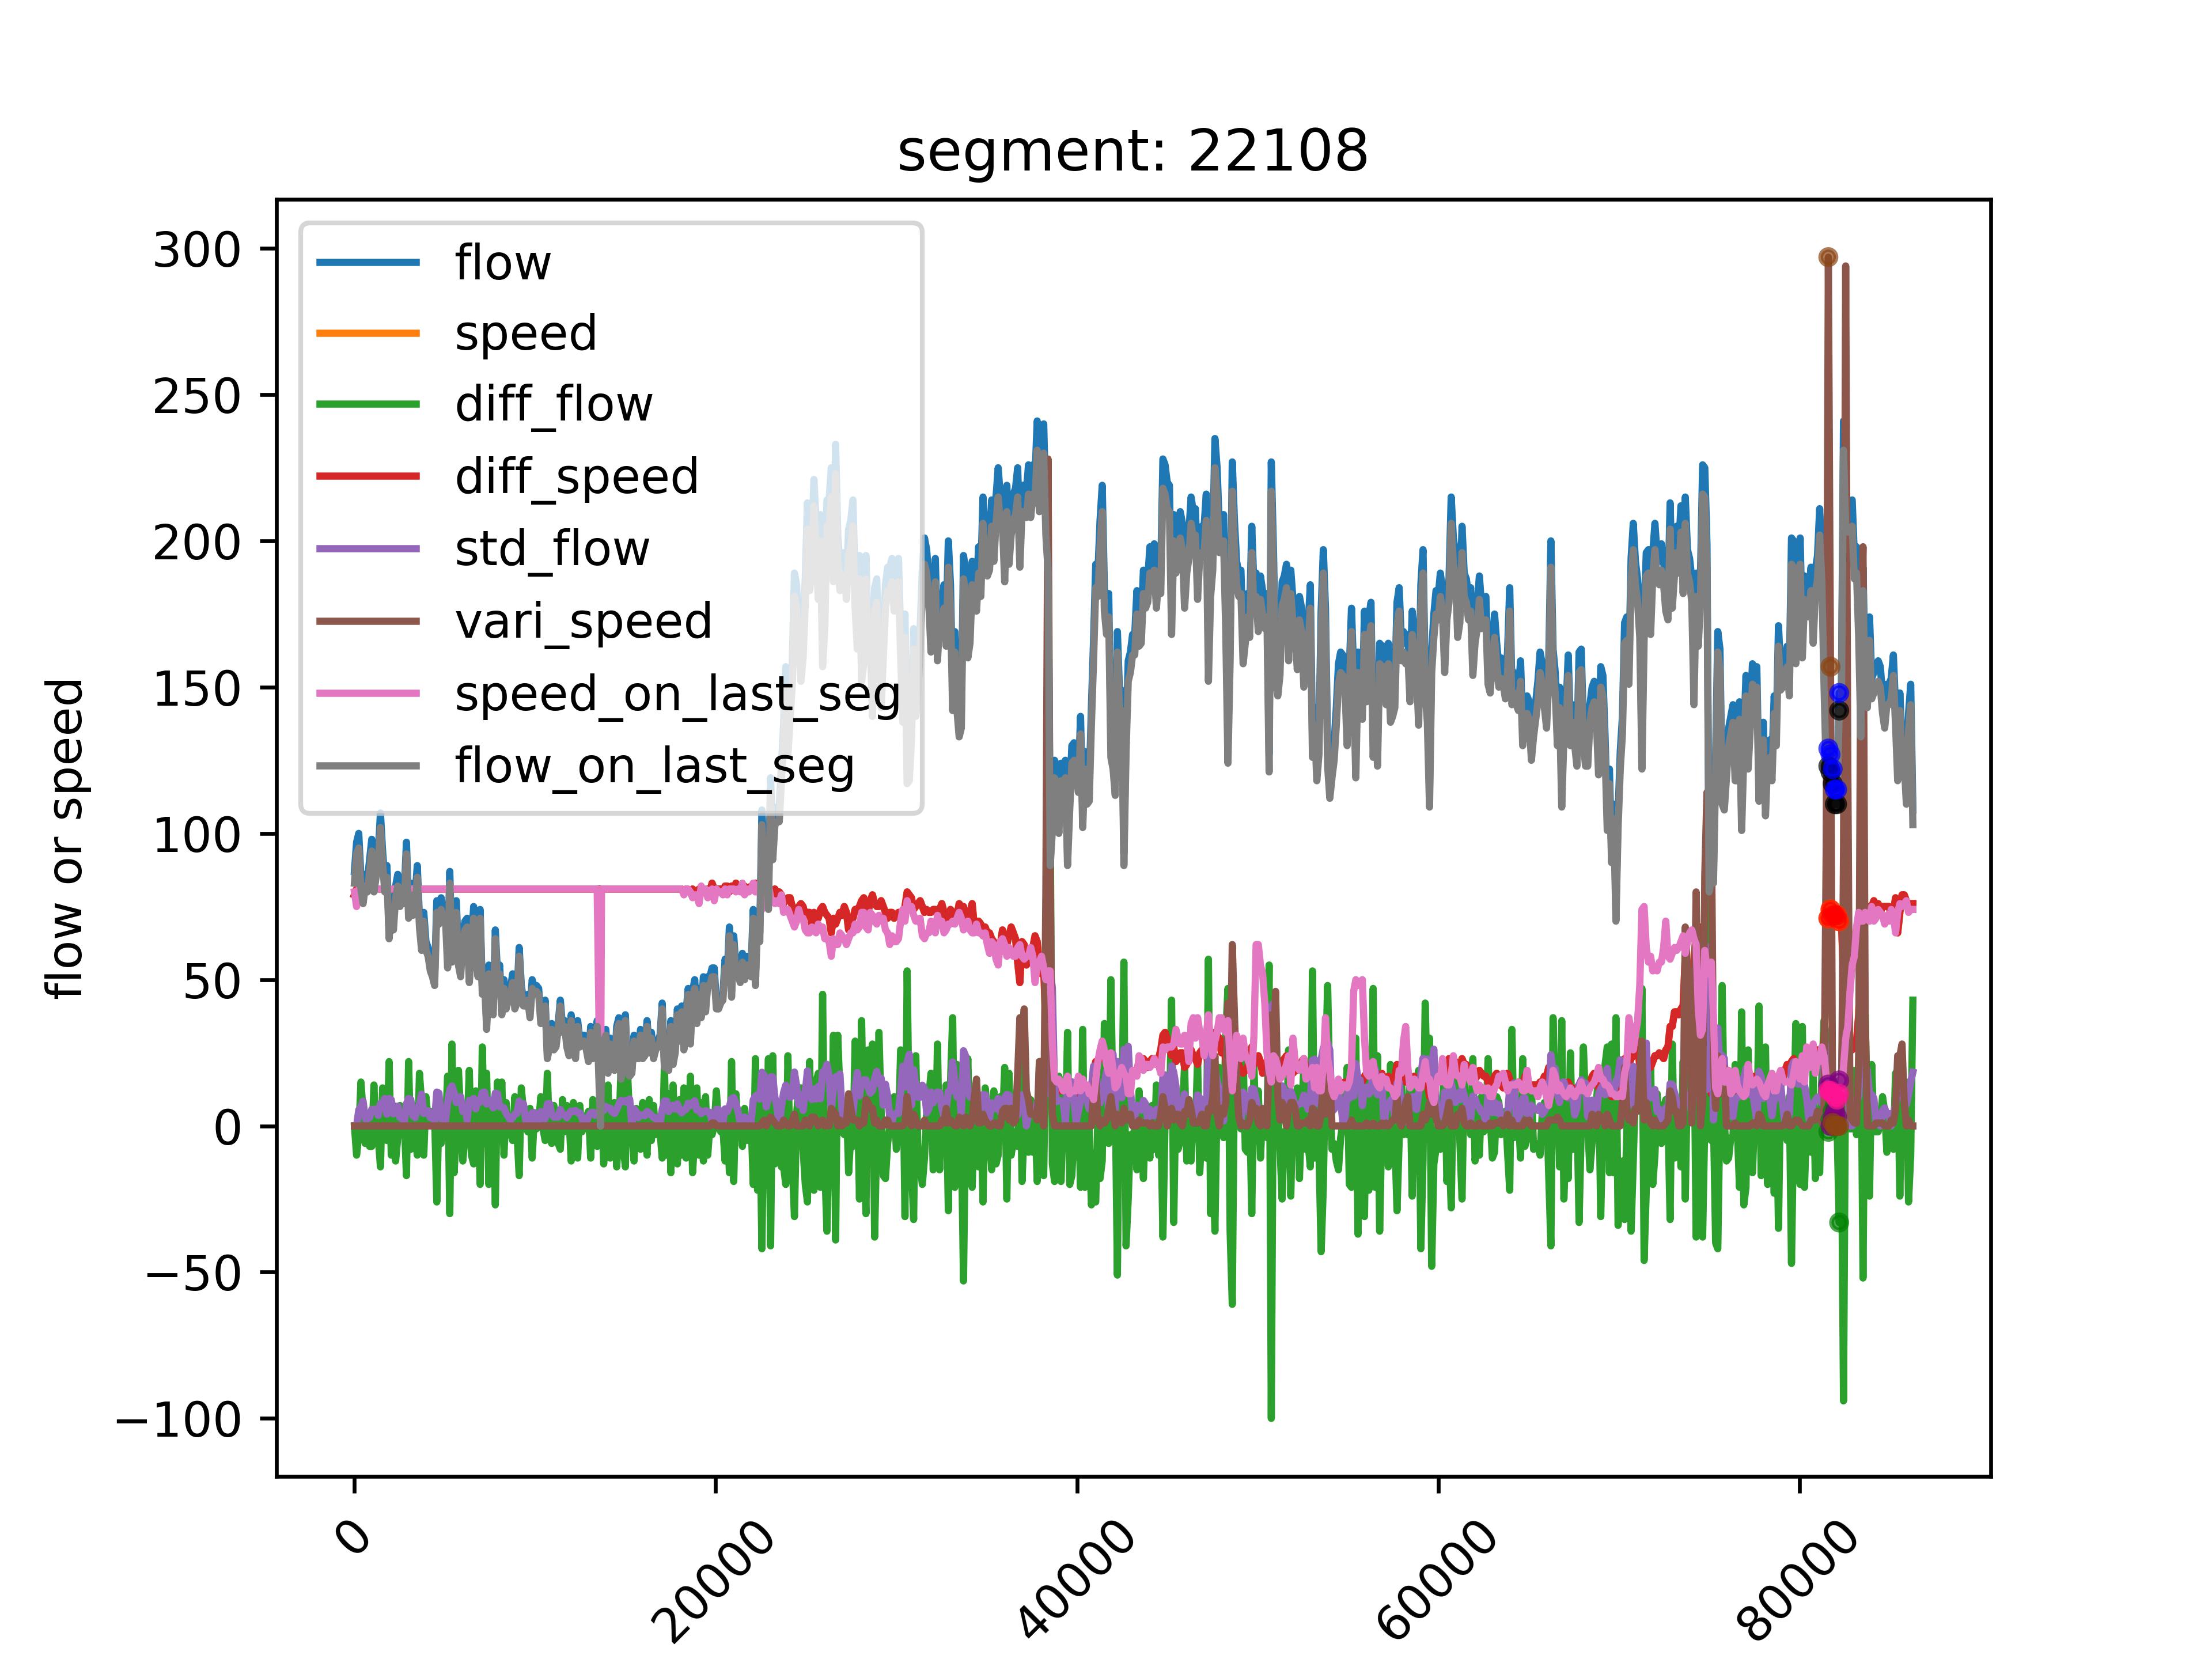 segment: 22108
flow or speed
300
250
200
150
100
50
0
−50
−100
flow
speed
diff_flow
diff_speed
std_flow
vari_speed
speed_on_last_seg
flow_on_last_seg
0
20000
40000
60000
80000